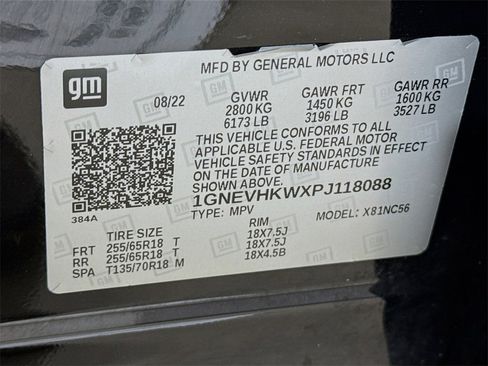 gm
MFD BY GENERAL MOTORS LLC
08/22 GVWR GAWR FRT GAWR RR
2800 KG 1450 KG 1600 KG
6173 LB 3196 LB 3527 LB
THIS VEHICLE CONFORMS TO ALL
APPLICABLE U.S. FEDERAL MOTOR
VEHICLE SAFETY STANDARDS IN EFFECT
ON THE DATE OF MANUFACTURE SHOWN ABOVE.
1GNEVHKWXPJ118088
384A TYPE: MPV MODEL: X81NC56
TIRE SIZE RIM
FRT 255/65R18 T 18X7.5J
RR 255/65R18 T 18X7.5J
SPA T135/70R18 M 18X4.5B